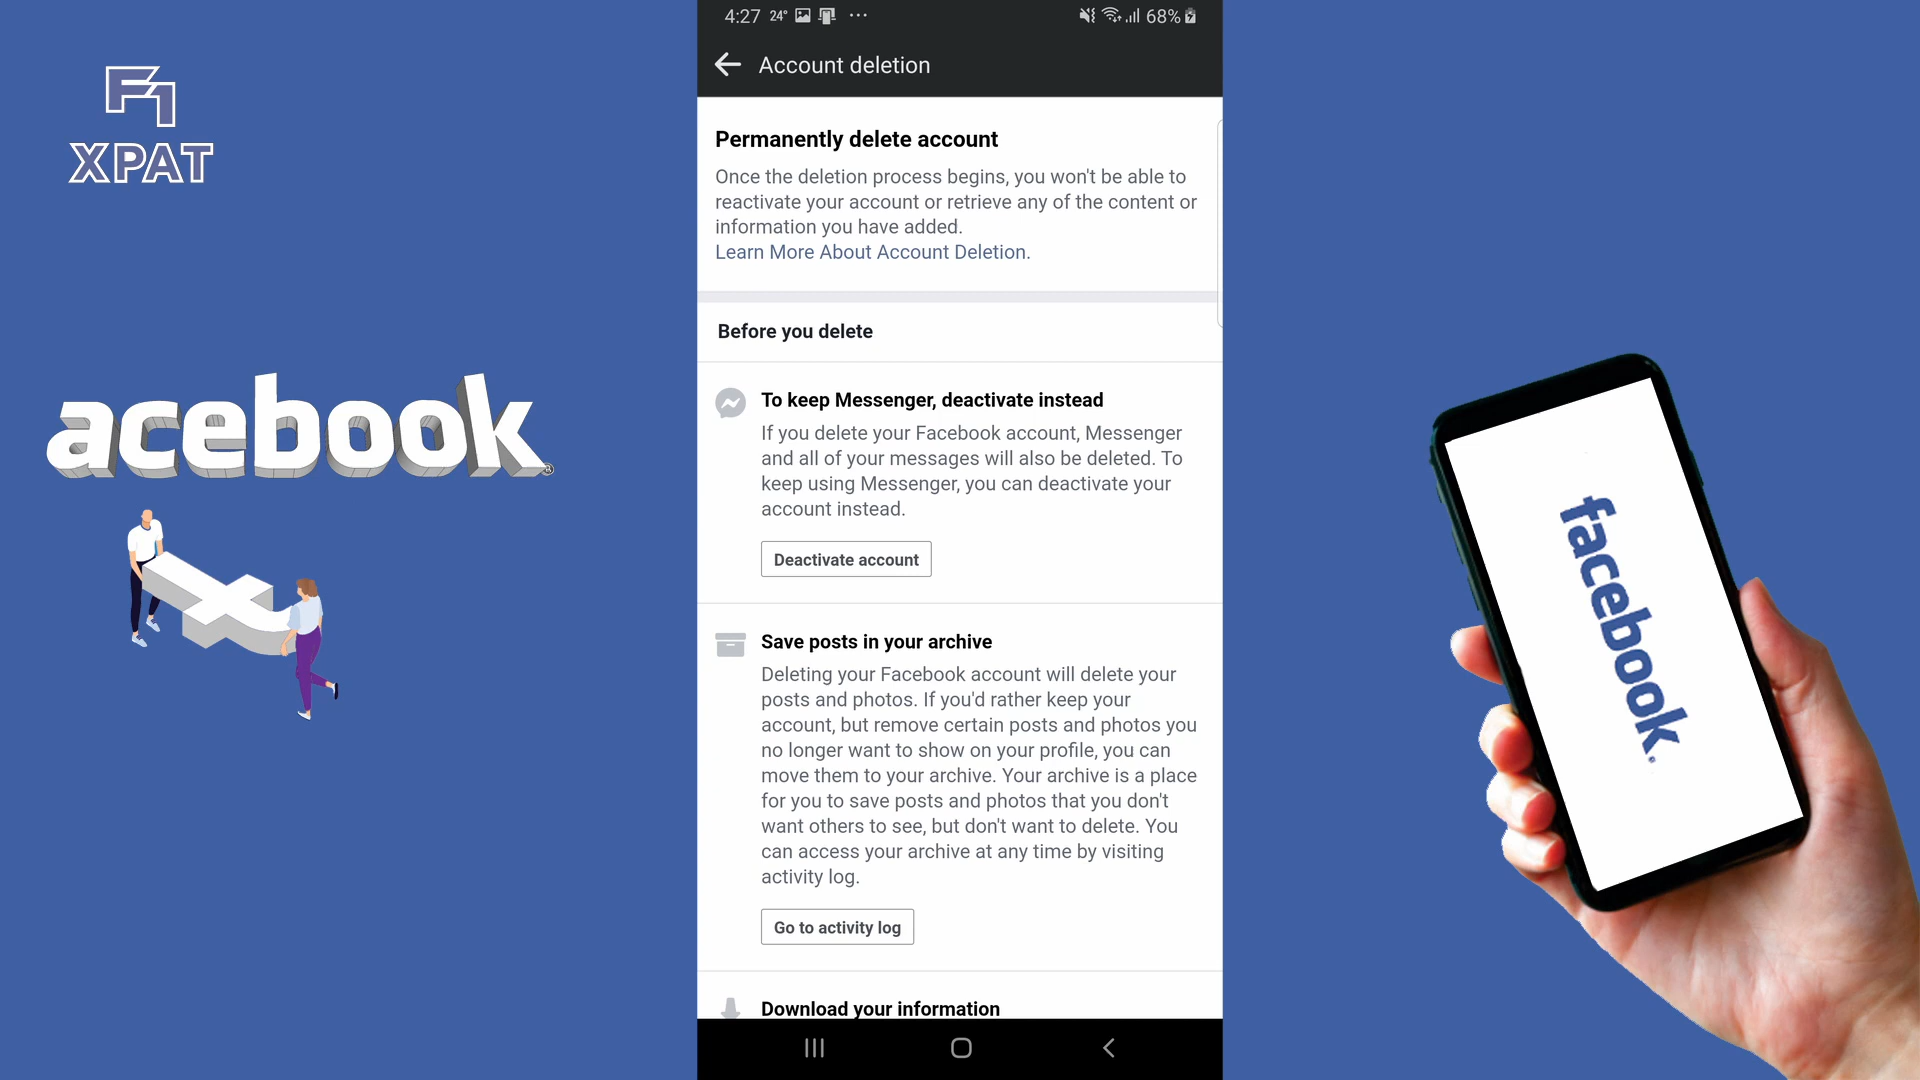 F1
XPAT
acebook®
f
4:27 24° 68%
Account deletion
Permanently delete account
Once the deletion process begins, you won't be able to
reactivate your account or retrieve any of the content or
information you have added.
Learn More About Account Deletion.
Before you delete
To keep Messenger, deactivate instead
If you delete your Facebook account, Messenger
and all of your messages will also be deleted. To
keep using Messenger, you can deactivate your
account instead.
Deactivate account
Save posts in your archive
Deleting your Facebook account will delete your
posts and photos. If you'd rather keep your
account, but remove certain posts and photos you
no longer want to show on your profile, you can
move them to your archive. Your archive is a place
for you to save posts and photos that you don't
want others to see, but don't want to delete. You
can access your archive at any time by visiting
activity log.
Go to activity log
Download your information
facebook